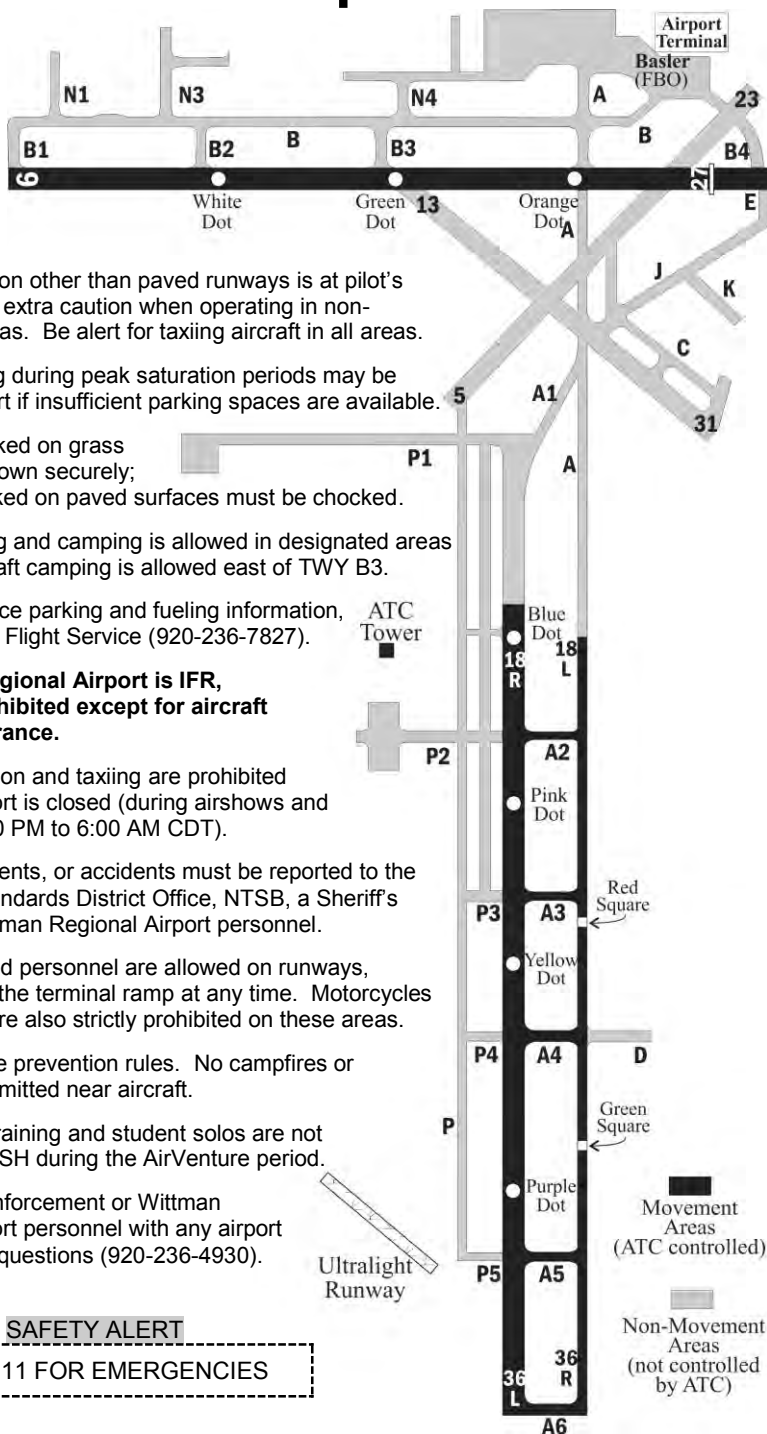 Airport
Terminal
Basler
(FBO)
N1
N3
N4
A
23
B1
B2
B
B3
B
B4
9
27
White
Dot
Green
Dot
13
Orange
Dot
A
E
J
K
C
31
on other than paved runways is at pilot's
extra caution when operating in non-
as. Be alert for taxiing aircraft in all areas.
g during peak saturation periods may be
rt if insufficient parking spaces are available.
5
A1
P1
A
ked on grass
own securely;
ked on paved surfaces must be chocked.
g and camping is allowed in designated areas
aft camping is allowed east of TWY B3.
ce parking and fueling information,
Flight Service (920-236-7827).
ATC
Tower
Blue
Dot
18
R
18
L
egional Airport is IFR,
hibited except for aircraft
rance.
P2
A2
on and taxiing are prohibited
ort is closed (during airshows and
0 PM to 6:00 AM CDT).
Pink
Dot
ents, or accidents must be reported to the
andards District Office, NTSB, a Sheriff's
man Regional Airport personnel.
P3
A3
Red
Square
d personnel are allowed on runways,
the terminal ramp at any time. Motorcycles
re also strictly prohibited on these areas.
Yellow
Dot
e prevention rules. No campfires or
mitted near aircraft.
P4
A4
D
P
raining and student solos are not
SH during the AirVenture period.
Green
Square
nforcement or Wittman
ort personnel with any airport
questions (920-236-4930).
Purple
Dot
Ultralight
Runway
P5
A5
Movement
Areas
(ATC controlled)
SAFETY ALERT
11 FOR EMERGENCIES
36
L
36
R
A6
Non-Movement
Areas
(not controlled
by ATC)